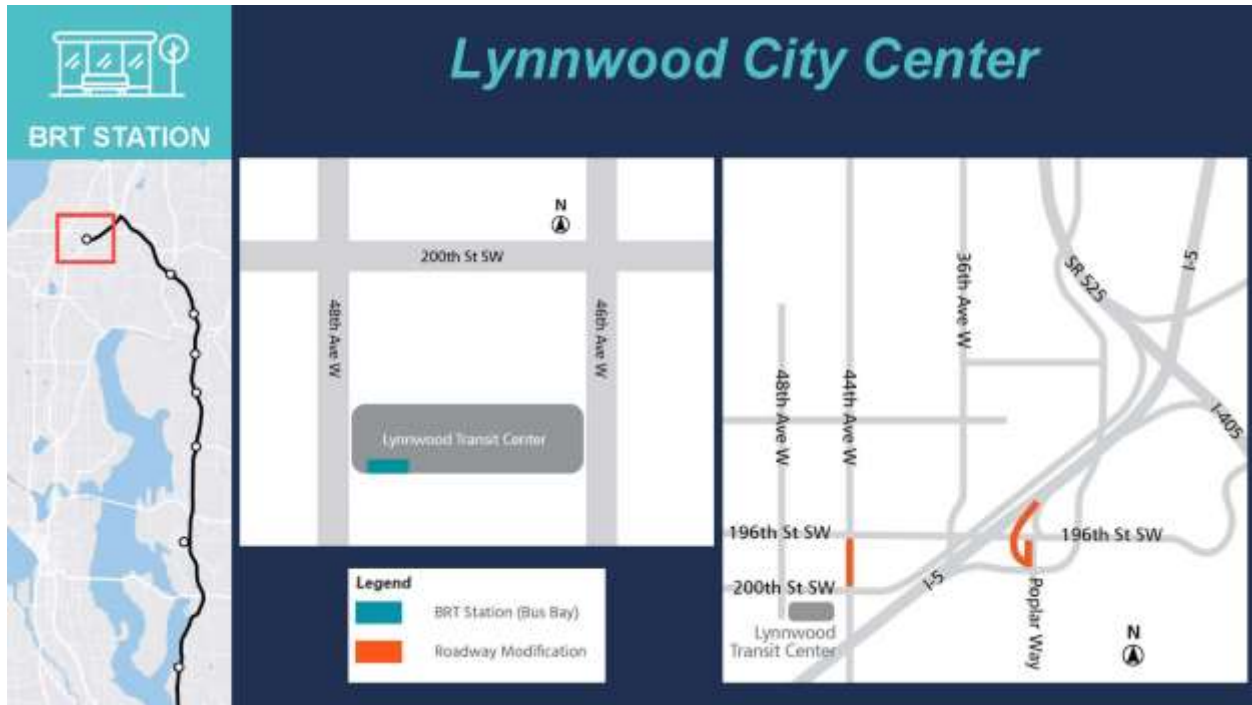 BRT STATION
Lynnwood City Center
N
200th St SW
48th Ave W
46th Ave W
Lynnwood Transit Center
Legend
BRT Station (Bus Bay)
Roadway Modification
36th Ave W
SR 525
I-5
48th Ave W
44th Ave W
I-405
196th St SW
196th St SW
200th St SW
I-5
Poplar Way
Lynnwood
Transit Center
N